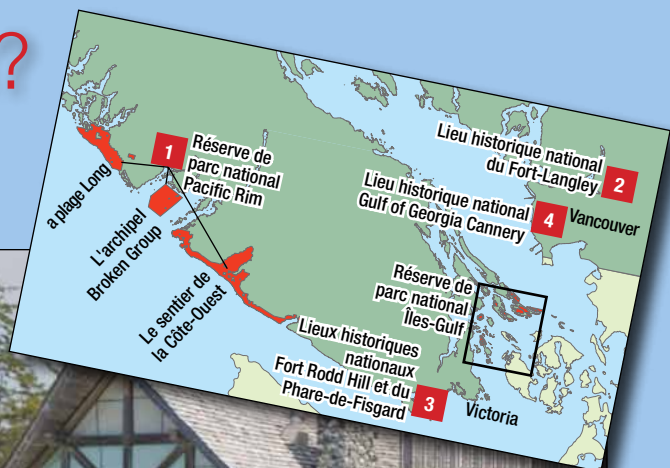 ?
1
Réserve de
parc national
Pacific Rim
a plage Long
L'archipel
Broken Group
Le sentier de
la Côte-Ouest
Lieu historique national
du Fort-Langley
2
Lieu historique national
Gulf of Georgia Cannery
4
Vancouver
Réserve de
parc national
Îles-Gulf
Lieux historiques
nationaux
Fort Rodd Hill et du
Phare-de-Fisgard
3
Victoria